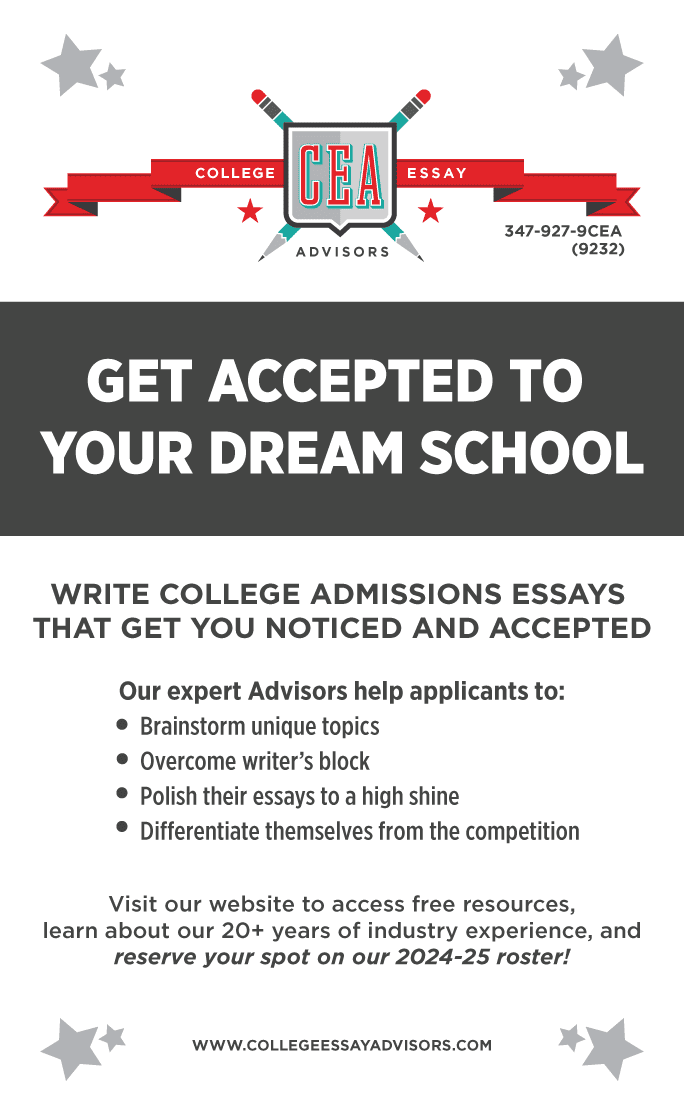 COLLEGE CEA ESSAY
ADVISORS
347-927-9CEA
(9232)
GET ACCEPTED TO
YOUR DREAM SCHOOL
WRITE COLLEGE ADMISSIONS ESSAYS
THAT GET YOU NOTICED AND ACCEPTED
Our expert Advisors help applicants to:
• Brainstorm unique topics
• Overcome writer's block
• Polish their essays to a high shine
• Differentiate themselves from the competition
Visit our website to access free resources,
learn about our 20+ years of industry experience, and
reserve your spot on our 2024-25 roster!
WWW.COLLEGEESSAYADVISORS.COM